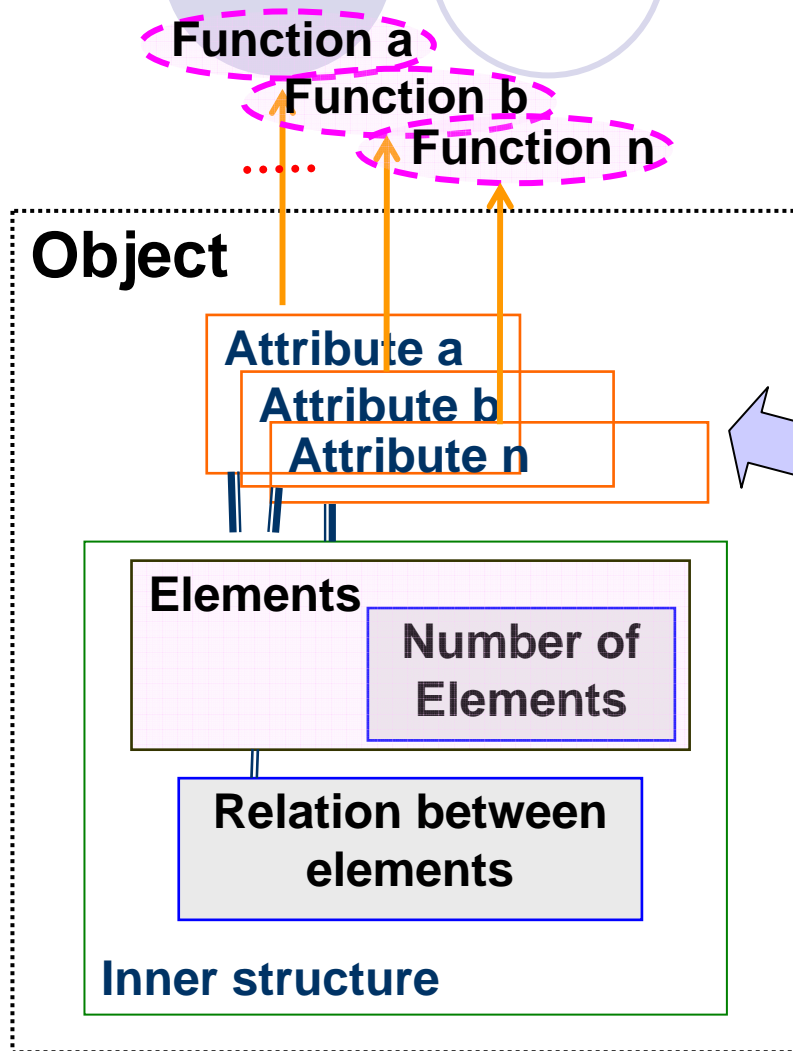 Function a
Function b
Function n
......
Object
Attribute a
Attribute b
Attribute n
Elements
Number of
Elements
Relation between
elements
Inner structure